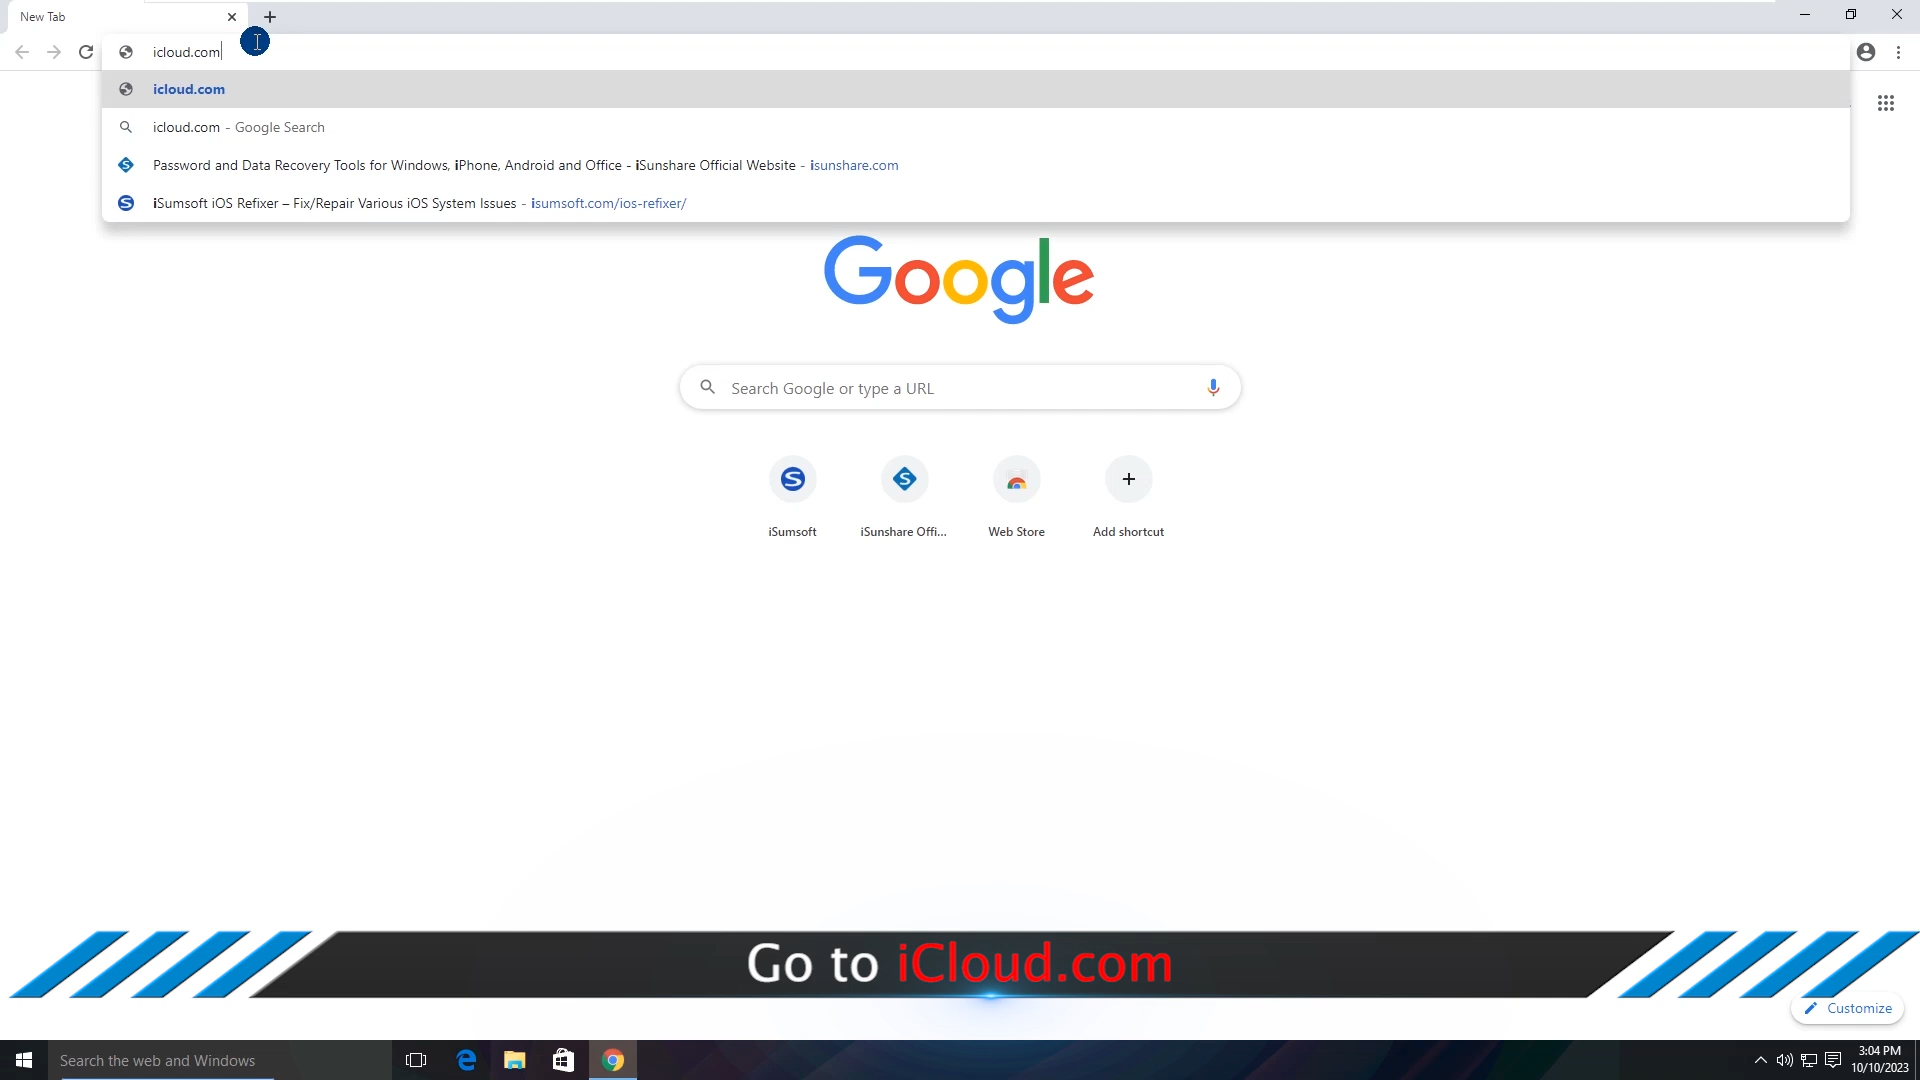 New Tab
icloud.com
icloud.com
icloud.com - Google Search
Password and Data Recovery Tools for Windows, iPhone, Android and Office - iSunshare Official Website - isunshare.com
iSumsoft iOS Refixer – Fix/Repair Various iOS System Issues - isumsoft.com/ios-refixer/
Google
Search Google or type a URL
iSumsoft
iSunshare Offi...
Web Store
Add shortcut
Go to iCloud.com
Customize
Search the web and Windows
3:04 PM
10/10/2023